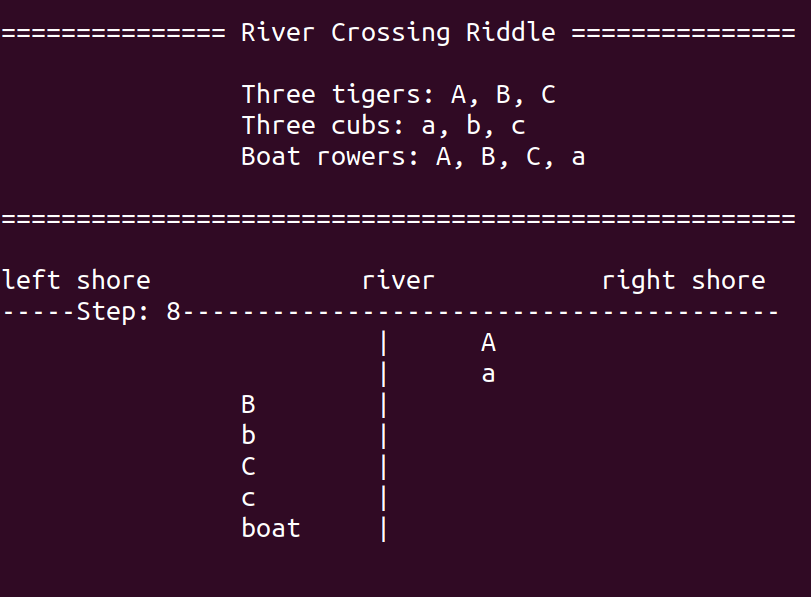 =============== River Crossing Riddle ===============
Three tigers: A, B, C
Three cubs: a, b, c
Boat rowers: A, B, C, a
=====================================================
left shore              river           right shore
-----Step: 8----------------------------------------
|      A
|      a
B        |
b        |
C        |
c        |
boat     |